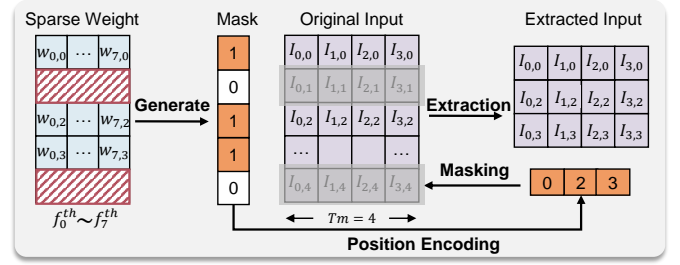 Sparse Weight Mask Original Input Extracted Input
w0,0 ... w7,0 1 I0,0 I1,0 I2,0 I3,0 I0,0 I1,0 I2,0 I3,0
0 I0,1 I1,1 I2,1 I3,1
Generate Extraction
w0,2 ... w7,2 1 I0,2 I1,2 I2,2 I3,2 I0,2 I1,2 I2,2 I3,2
w0,3 ... w7,3 1 ... ... I0,3 I1,3 I2,3 I3,3
Masking
0 I0,4 I1,4 I2,4 I3,4 0 2 3
f0th~f7th Tm = 4
Position Encoding